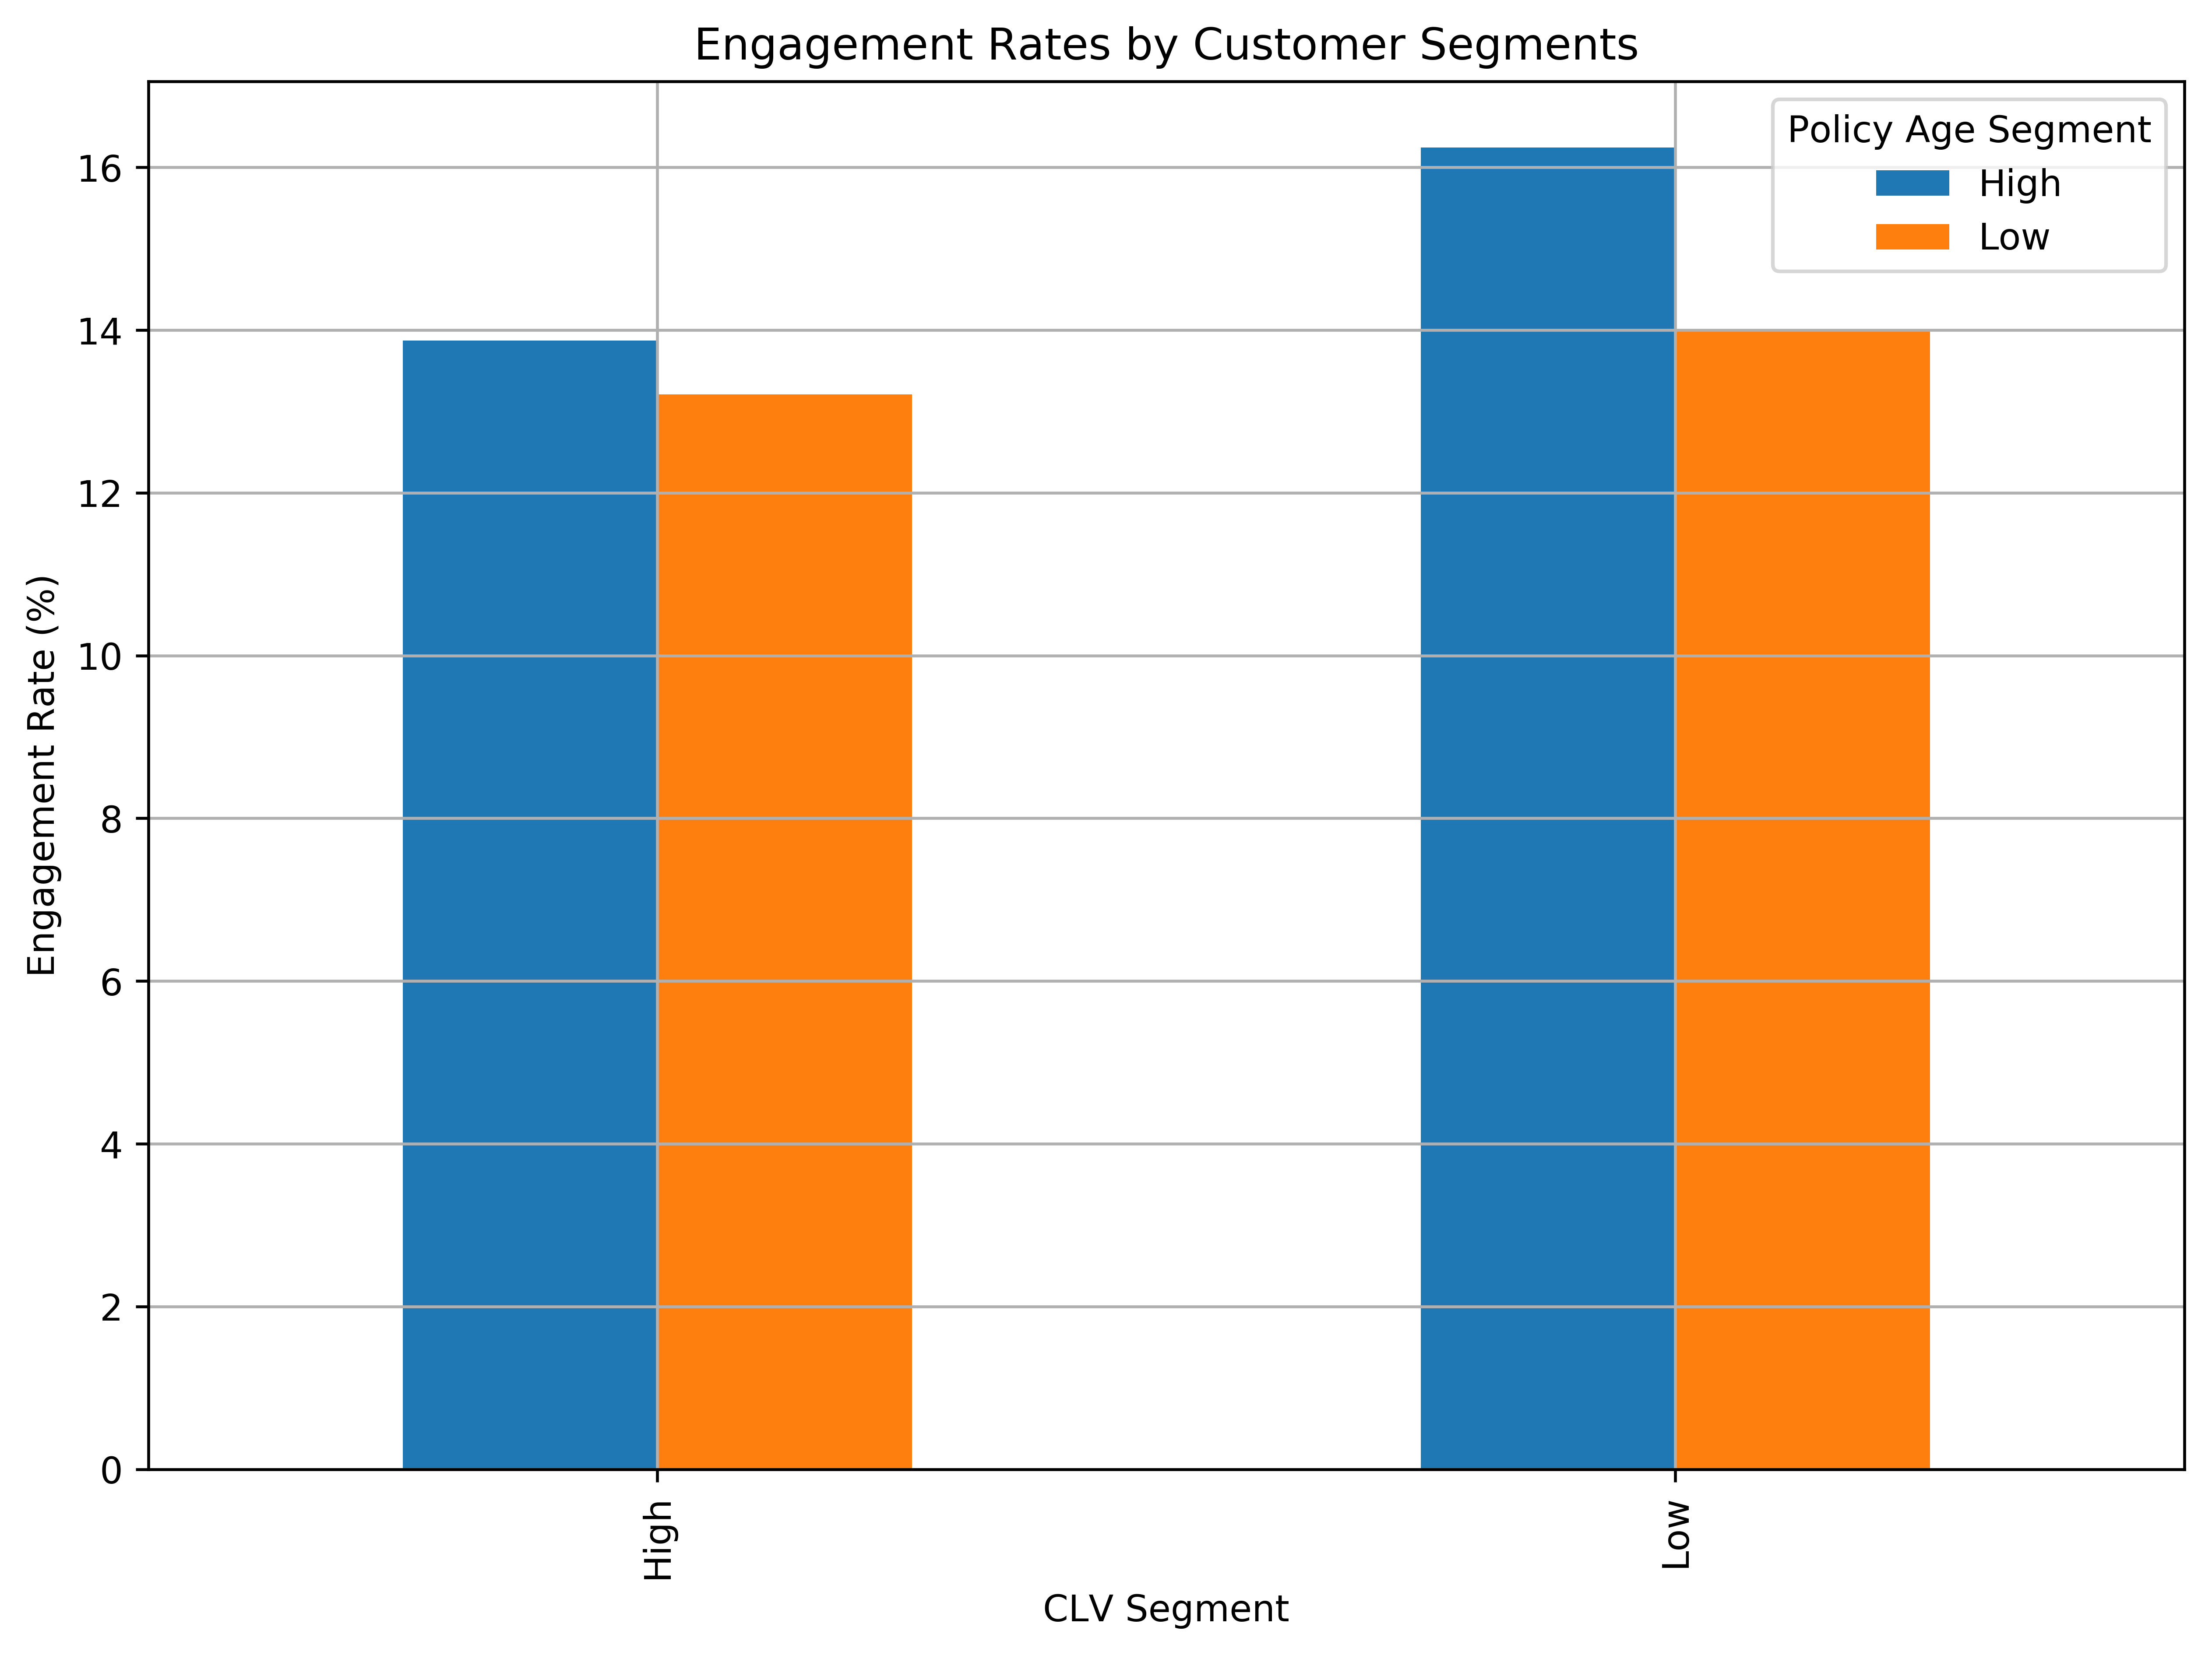 Engagement Rates by Customer Segments
Policy Age Segment
High
Low
16
14
12
10
8
6
4
2
0
Engagement Rate (%)
High
Low
CLV Segment